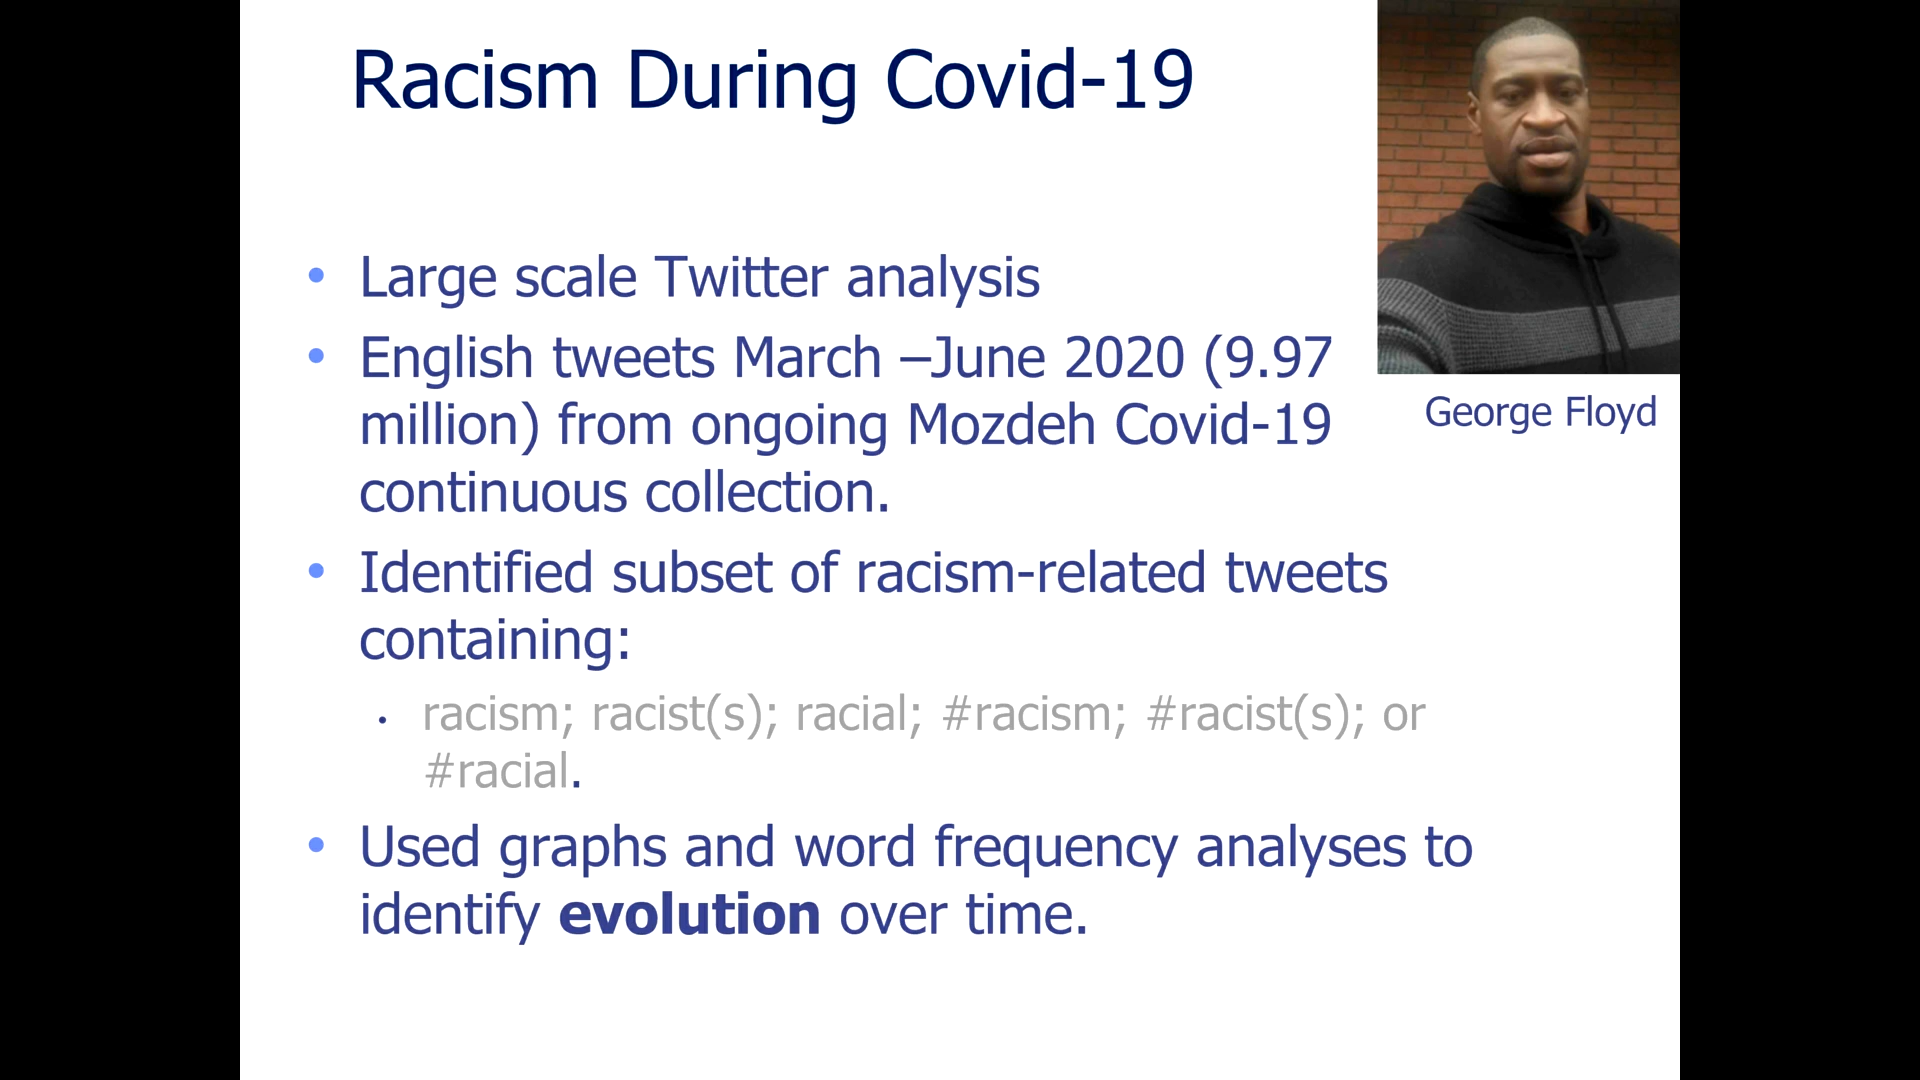 Racism During Covid-19
• Large scale Twitter analysis
• English tweets March –June 2020 (9.97
million) from ongoing Mozdeh Covid-19
continuous collection.
George Floyd
• Identified subset of racism-related tweets
containing:
• racism; racist(s); racial; #racism; #racist(s); or
#racial.
• Used graphs and word frequency analyses to
identify evolution over time.